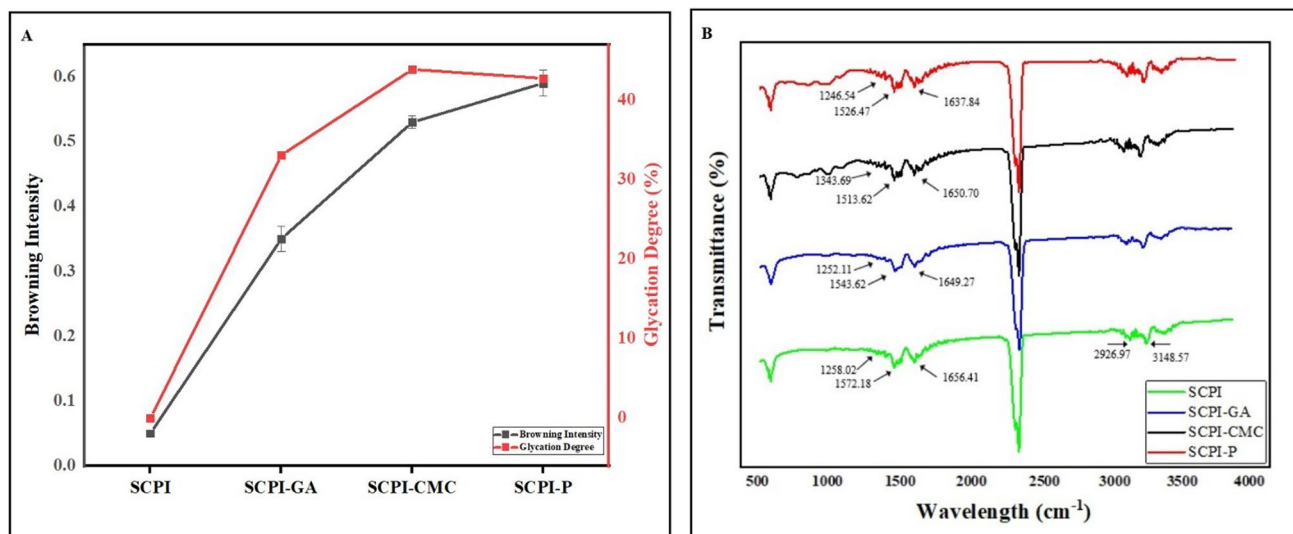 A
Browning Intensity
0.6
0.5
0.4
0.3
0.2
0.1
0.0
40
30
20
10
0
Glycation Degree (%)
Browning Intensity
Glycation Degree
SCPI
SCPI-GA
SCPI-CMC
SCPI-P
B
Transmittance (%)
1246.54
1526.47
1637.84
1343.69
1513.62
1650.70
1252.11
1543.62
1649.27
1258.02
1572.18
1656.41
2926.97
3148.57
SCPI
SCPI-GA
SCPI-CMC
SCPI-P
500
1000
1500
2000
2500
3000
3500
4000
Wavelength (cm⁻¹)